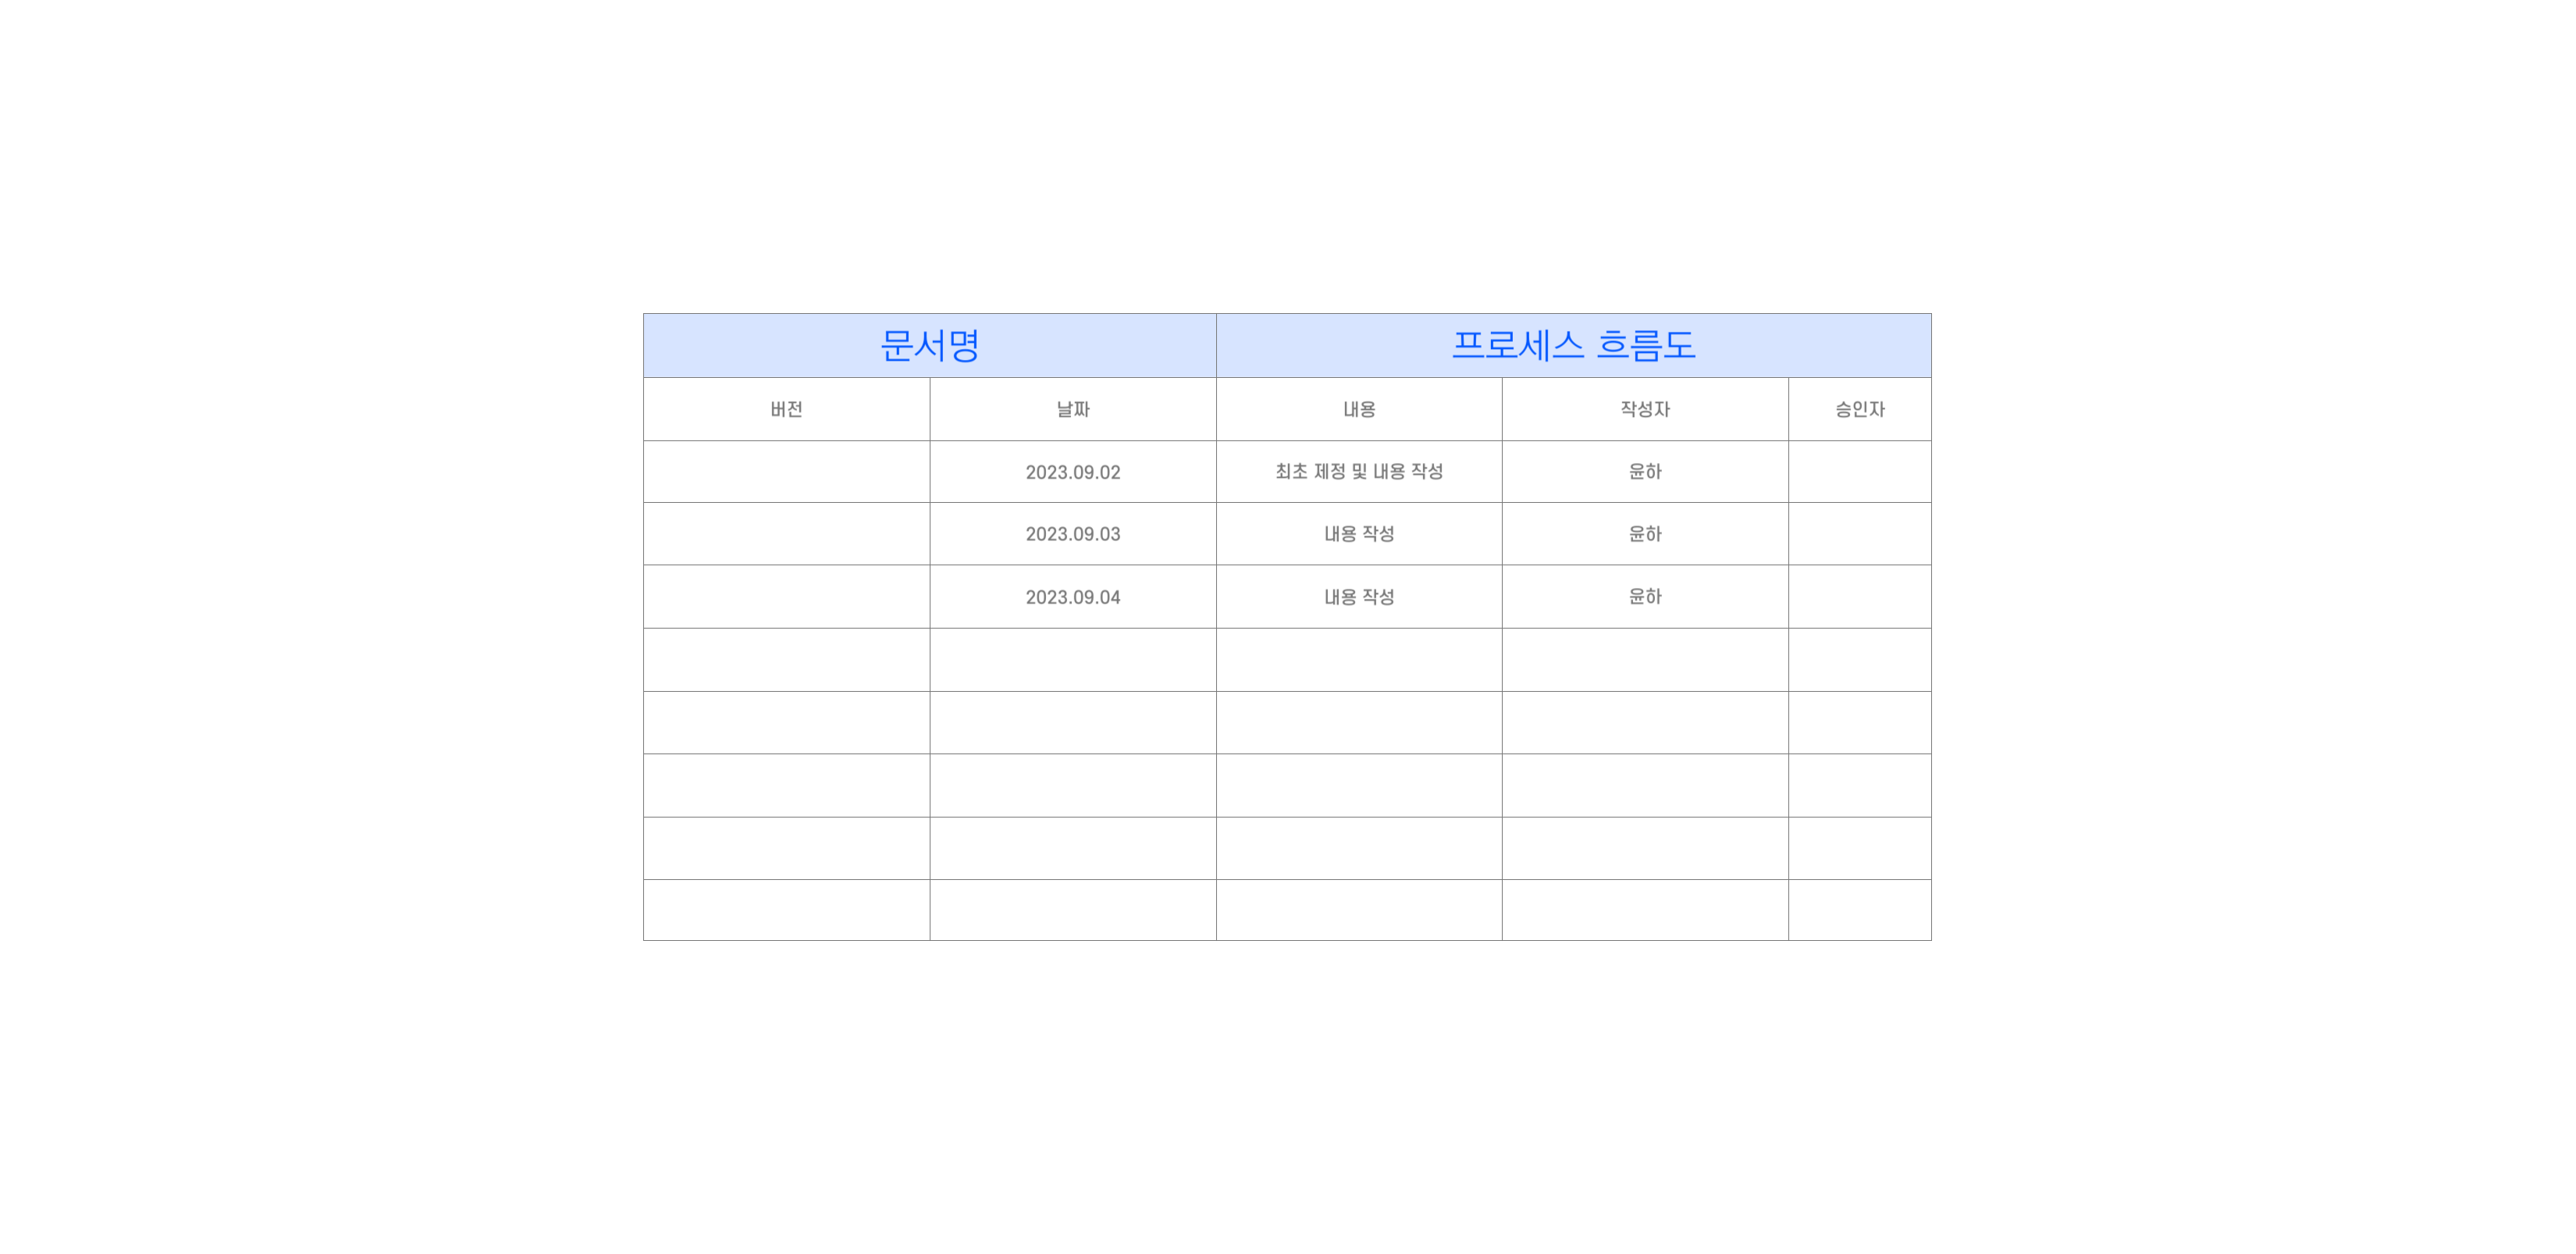 문서명 프로세스 흐름도
버전 날짜 내용 작성자 승인자
2023.09.02 최초 제정 및 내용 작성 윤하
2023.09.03 내용 작성 윤하
2023.09.04 내용 작성 윤하